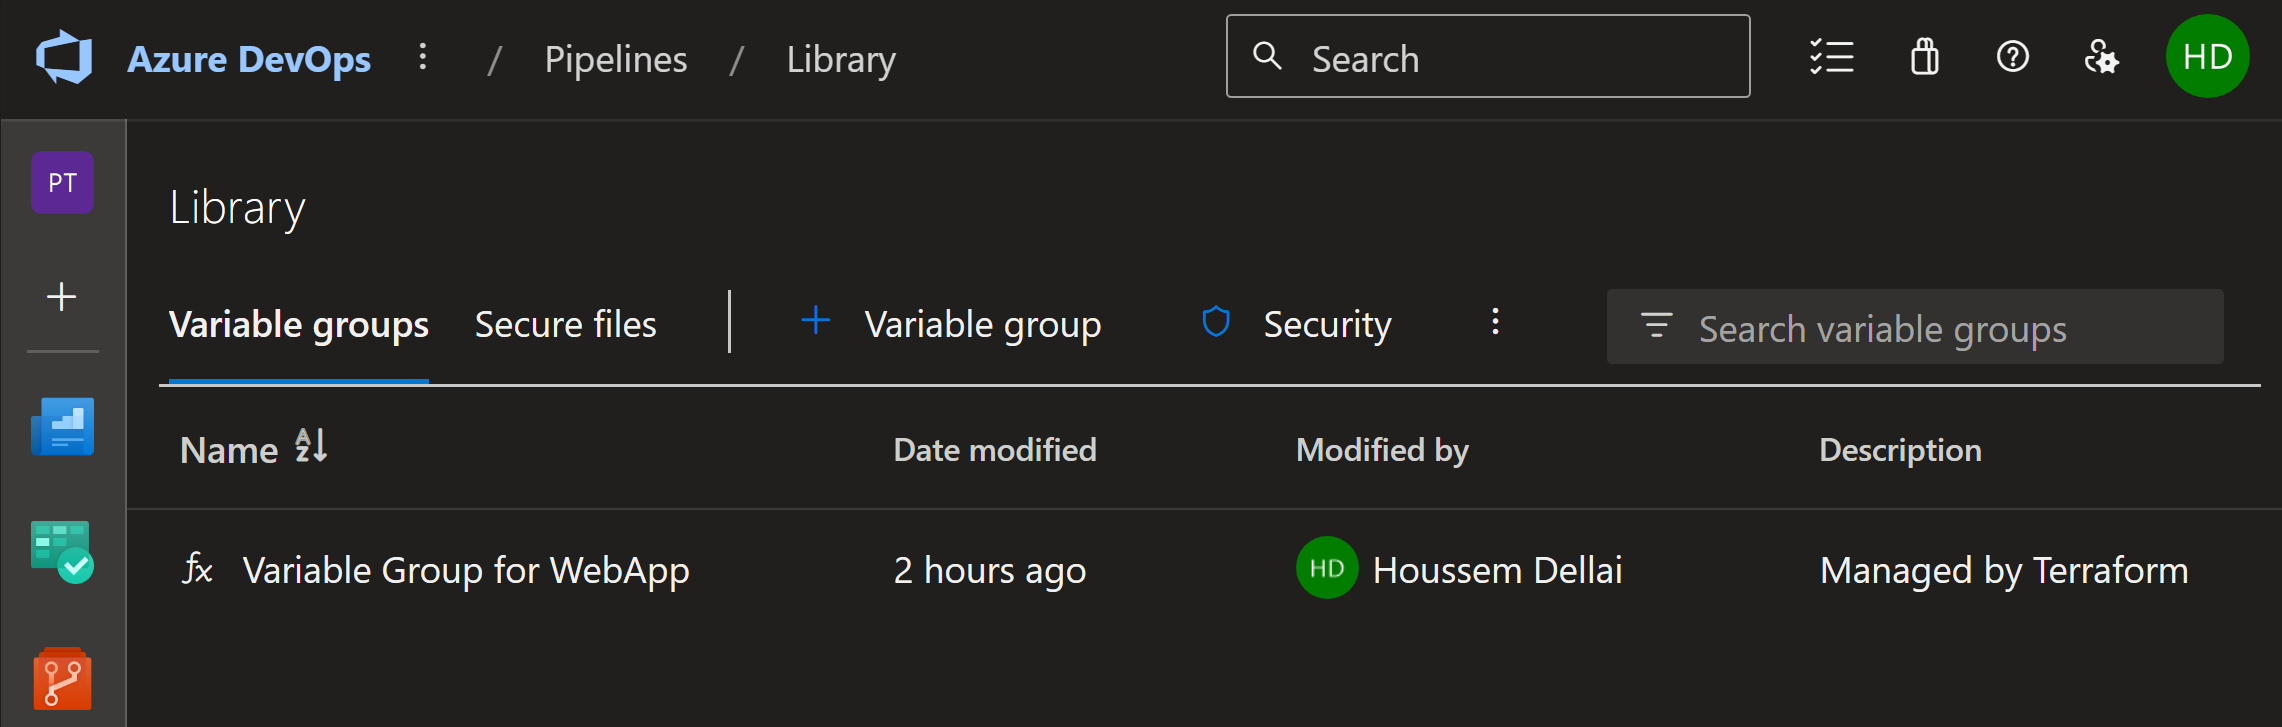 Azure DevOps / Pipelines / Library Search HD
PT
Library
Variable groups Secure files Variable group Security Search variable groups
Name Date modified Modified by Description
Variable Group for WebApp 2 hours ago HD Houssem Dellai Managed by Terraform